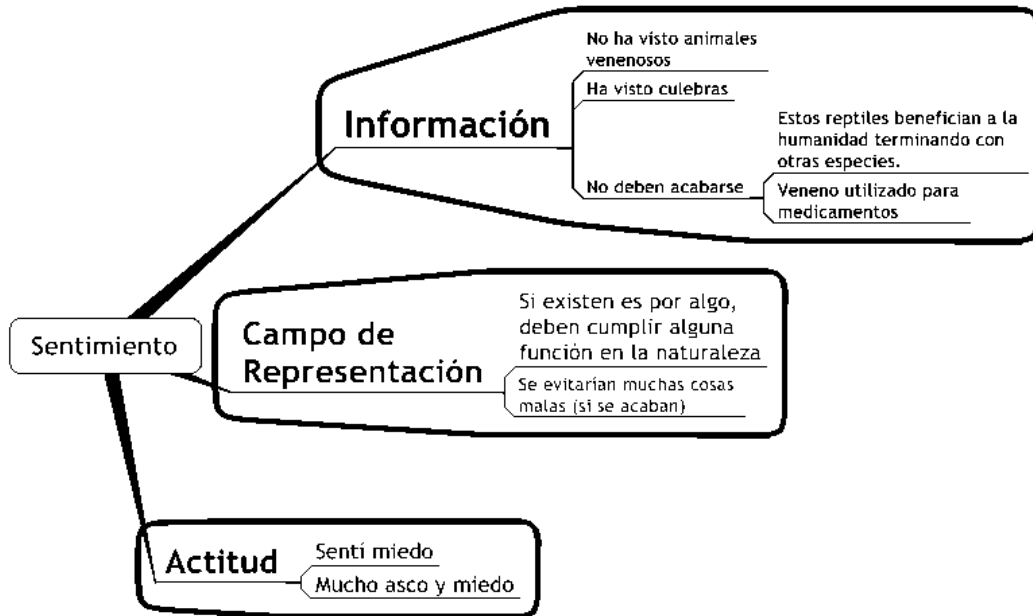 No ha visto animales
venenosos
Ha visto culebras
Información
Estos reptiles benefician a la
humanidad terminando con
otras especies.
No deben acabarse
Veneno utilizado para
medicamentos
Sentimiento
Campo de
Representación
Si existen es por algo,
deben cumplir alguna
función en la naturaleza
Se evitarían muchas cosas
malas (si se acaban)
Actitud
Sentí miedo
Mucho asco y miedo